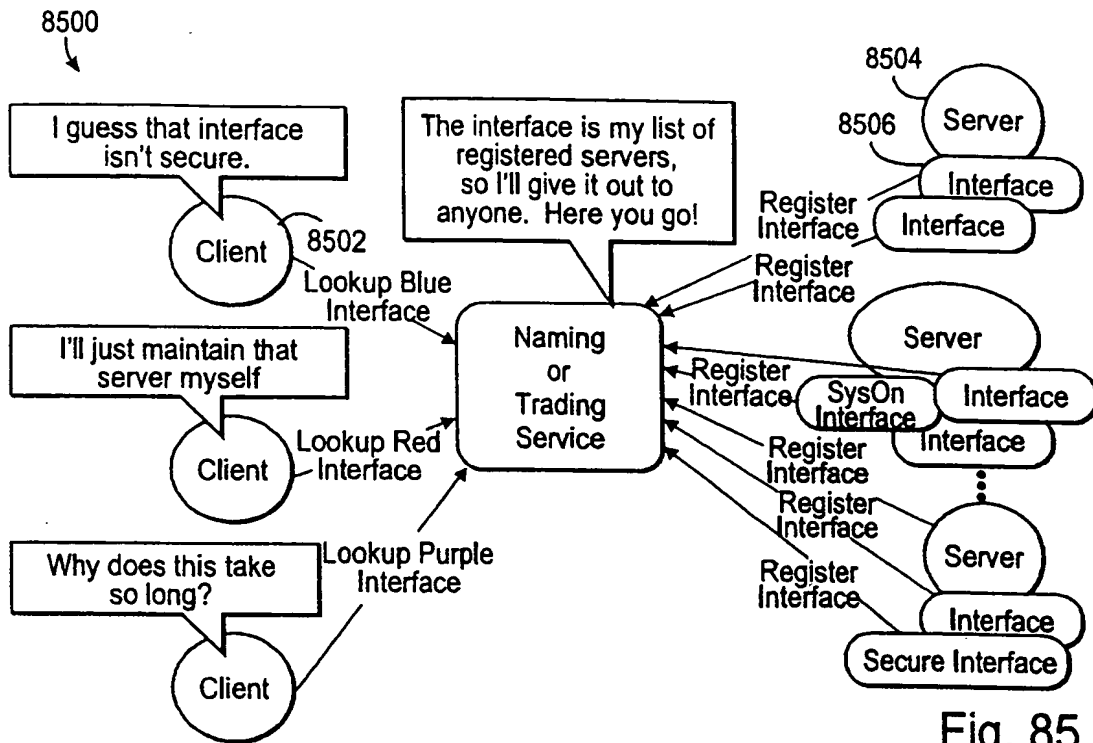 8500
I guess that interface
isn't secure.
Client
8502
Lookup Blue
Interface
I'll just maintain that
server myself
Client
Lookup Red
Interface
Why does this take
so long?
Client
Lookup Purple
Interface
The interface is my list of
registered servers,
so I'll give it out to
anyone. Here you go!
Naming
or
Trading
Service
8504
Server
8506
Interface
Interface
Register
Interface
Register
Interface
Server
Register
Interface
SysOn
Interface
Interface
Interface
Register
Interface
Register
Interface
Server
Register
Interface
Interface
Secure Interface
Fig. 85